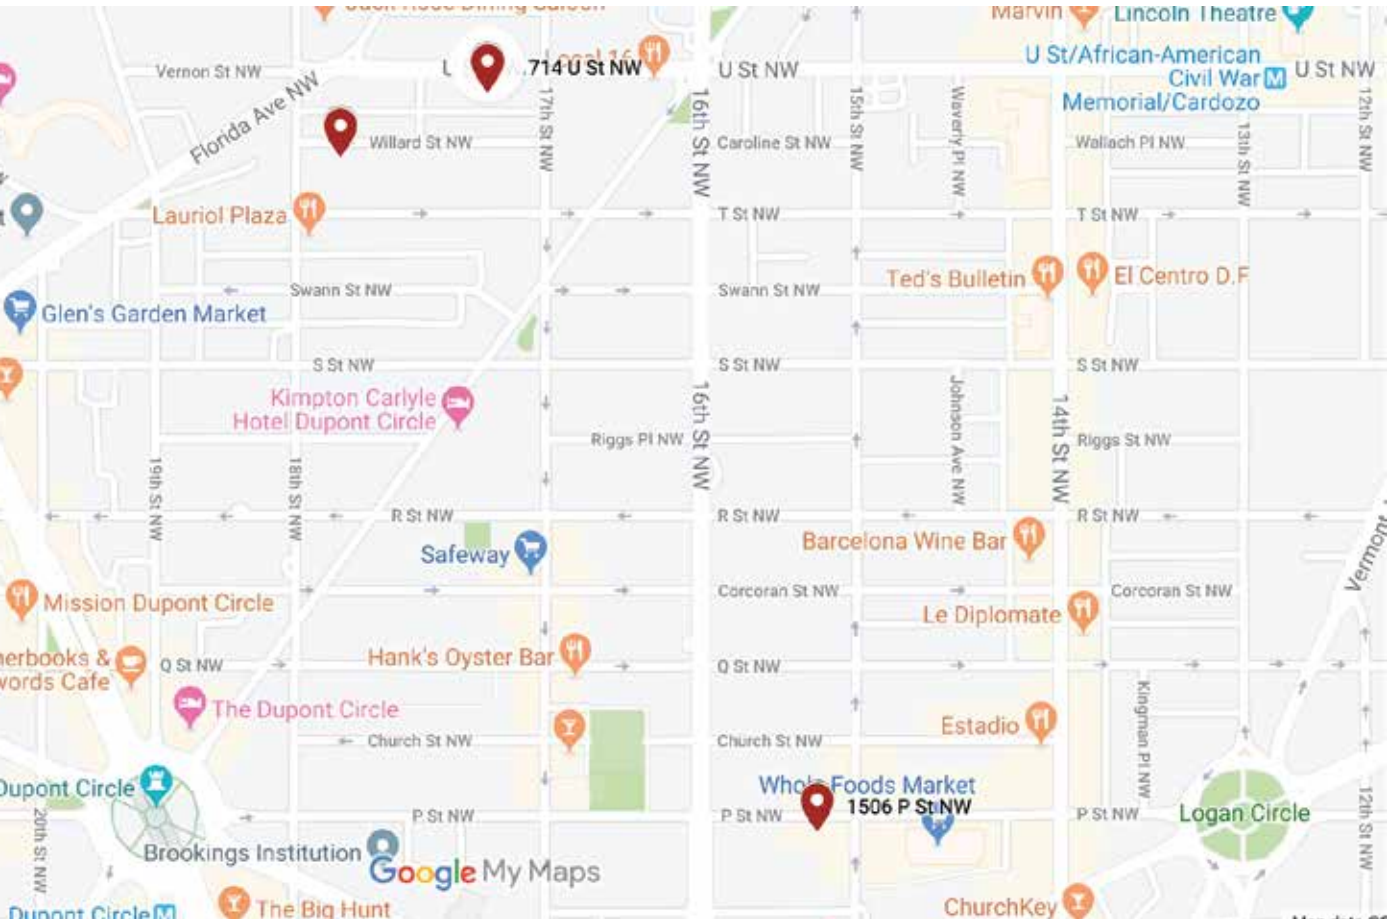 Marvin
Lincoln Theatre
U St/African-American
Civil War
Memorial/Cardozo
M
U St NW
Vernon St NW
.714 U St NW
U St NW
Florida Ave NW
Willard St NW
17th St NW
16th St NW
Caroline St NW
15th St NW
Waverly Pl NW
Wallach Pl NW
13th St NW
12th St NW
Lauriol Plaza
T St NW
T St NW
Ted's Bulletin
El Centro D.F
Swann St NW
Swann St NW
Glen's Garden Market
S St NW
S St NW
S St NW
Kimpton Carlyle
Hotel Dupont Circle
16th St NW
Johnson Ave NW
14th St NW
Riggs Pl NW
Riggs St NW
19th St NW
18th St NW
R St NW
R St NW
R St NW
Safeway
Barcelona Wine Bar
Vermont
Mission Dupont Circle
Corcoran St NW
Corcoran St NW
Le Diplomate
Hank's Oyster Bar
words Cafe
Q St NW
Q St NW
The Dupont Circle
Kingman Pl NW
Estadio
Church St NW
Church St NW
Dupont Circle
Foods Market
1506 P St NW
P St NW
P St NW
P St NW
Logan Circle
20th St NW
12th St NW
Brookings Institution
Google My Maps
The Big Hunt
ChurchKey
Dupont Circle M